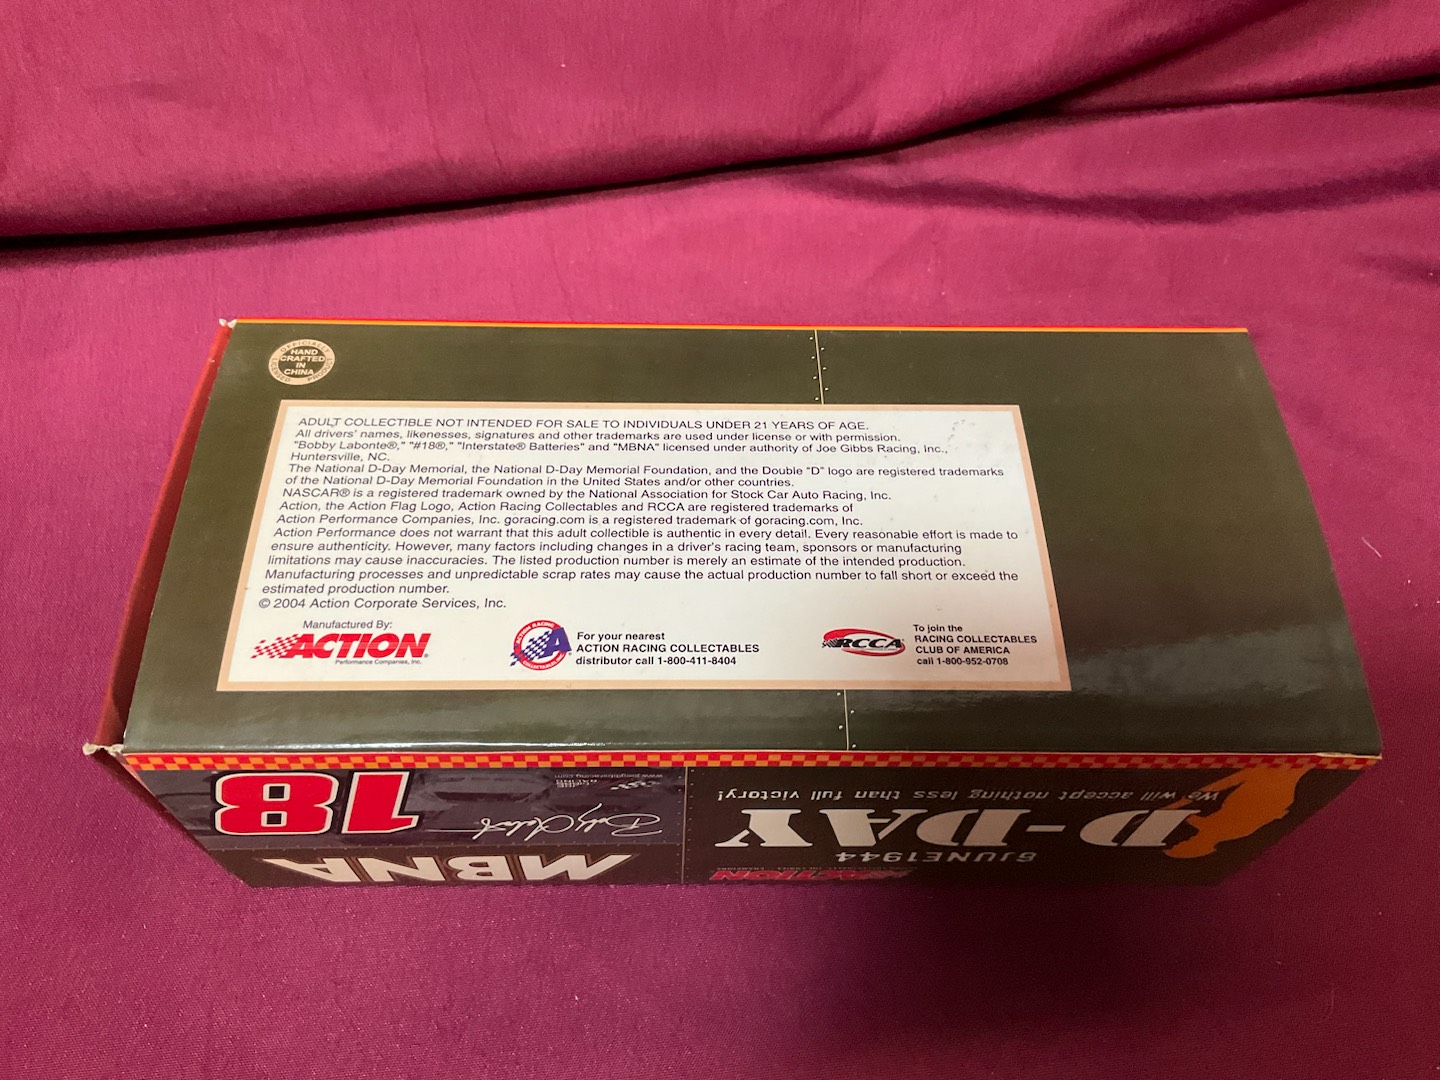 OFFICIALLY
HAND
CRAFTED
IN
CHINA
ADULT COLLECTIBLE NOT INTENDED FOR SALE TO INDIVIDUALS UNDER 21 YEARS OF AGE.
All drivers' names, likenesses, signatures and other trademarks are used under license or with permission.
"Bobby Labonte®," "#18®," "Interstate® Batteries" and "MBNA" licensed under authority of Joe Gibbs Racing, Inc.,
Huntersville, NC.
The National D-Day Memorial, the National D-Day Memorial Foundation, and the Double "D" logo are registered trademarks
of the National D-Day Memorial Foundation in the United States and/or other countries.
NASCAR® is a registered trademark owned by the National Association for Stock Car Auto Racing, Inc.
Action, the Action Flag Logo, Action Racing Collectables and RCCA are registered trademarks of
Action Performance Companies, Inc. goracing.com is a registered trademark of goracing.com, Inc.
Action Performance does not warrant that this adult collectible is authentic in every detail. Every reasonable effort is made to
ensure authenticity. However, many factors including changes in a driver's racing team, sponsors or manufacturing
limitations may cause inaccuracies. The listed production number is merely an estimate of the intended production.
Manufacturing processes and unpredictable scrap rates may cause the actual production number to fall short or exceed the
estimated production number.
© 2004 Action Corporate Services, Inc.
Manufactured By:
ACTION®
Performance Companies, Inc.
ACTION RACING
COLLECTABLES
A
For your nearest
ACTION RACING COLLECTABLES
distributor call 1-800-411-8404
RCCA
To join the
RACING COLLECTABLES
CLUB OF AMERICA
call 1-800-952-0708
ACTION
6JUNE1944
D-DAY
We will accept nothing less than full victory!
MBNA
Bobby Labonte
18
GIBBS
RACING
www.joegibbsracing.com